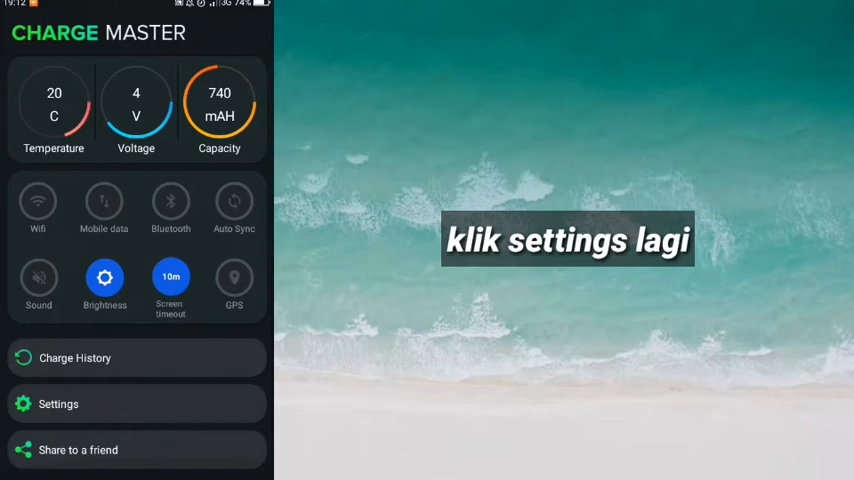 19:12 3G 74%
CHARGE MASTER
20 4 740
C V mAH
Temperature Voltage Capacity
Wifi Mobile data Bluetooth Auto Sync
10m
Sound Brightness Screen timeout GPS
Charge History
Settings
Share to a friend
klik settings lagi